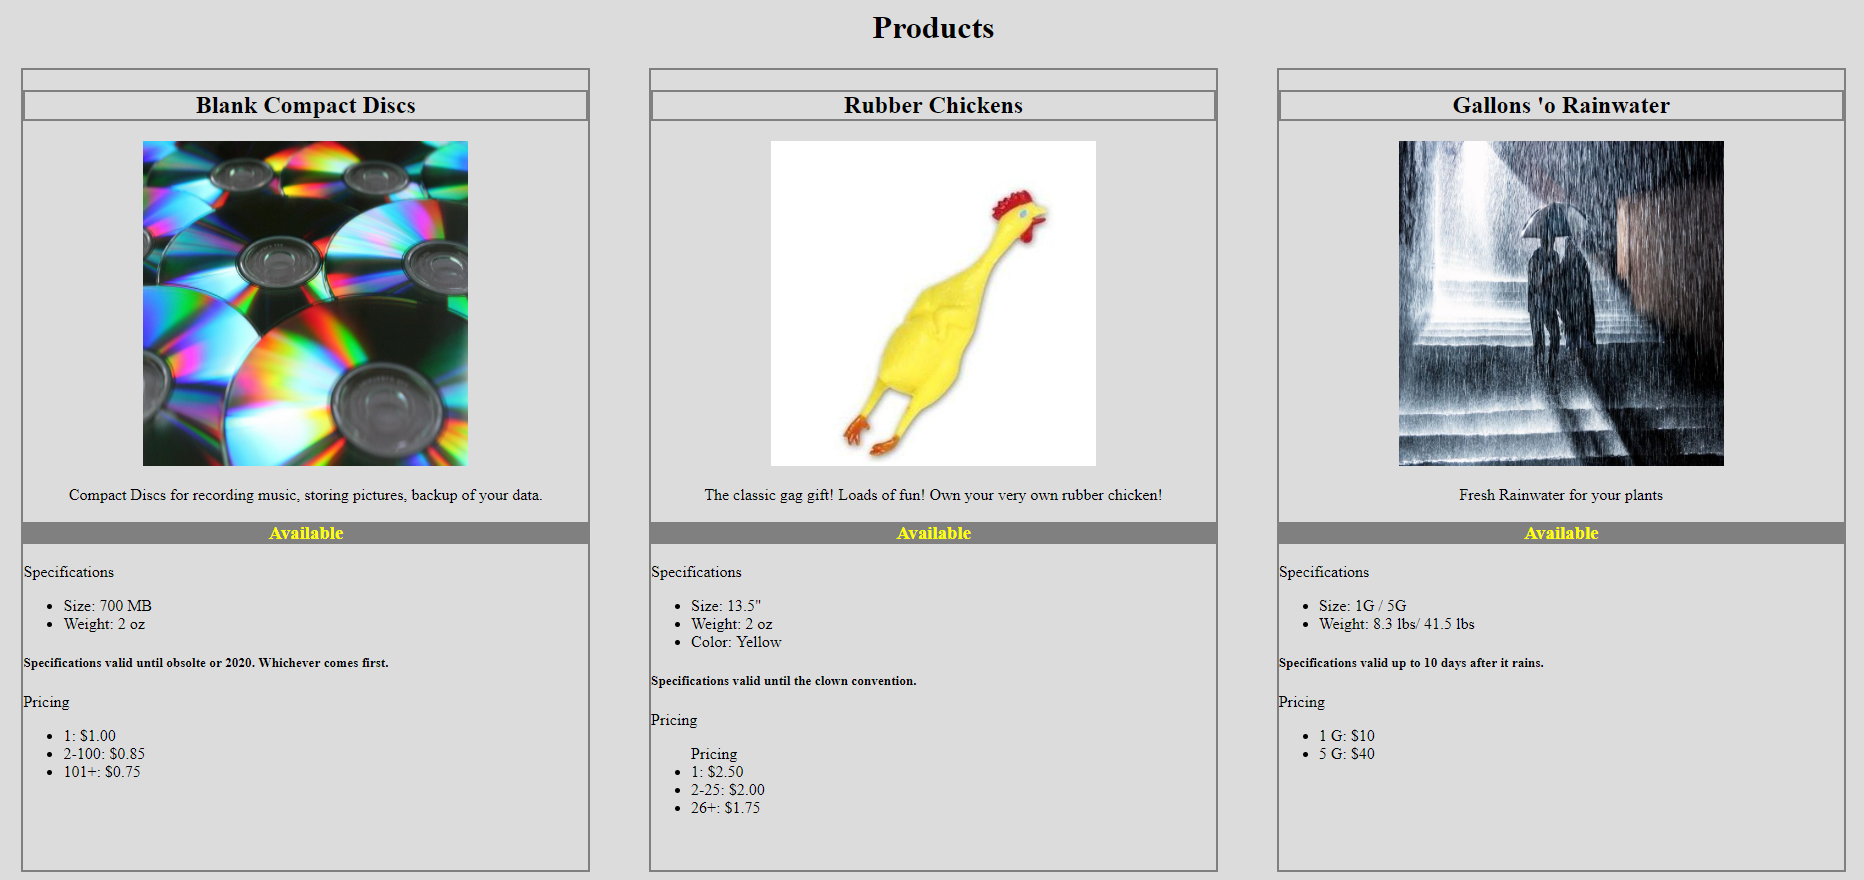 Products
Blank Compact Discs
Compact Discs for recording music, storing pictures, backup of your data.
Available
Specifications
Size: 700 MB
Weight: 2 oz
Specifications valid until obsolte or 2020. Whichever comes first.
Pricing
1: $1.00
2-100: $0.85
101+: $0.75
Rubber Chickens
The classic gag gift! Loads of fun! Own your very own rubber chicken!
Available
Specifications
Size: 13.5"
Weight: 2 oz
Color: Yellow
Specifications valid until the clown convention.
Pricing
Pricing
1: $2.50
2-25: $2.00
26+: $1.75
Gallons 'o Rainwater
Fresh Rainwater for your plants
Available
Specifications
Size: 1G / 5G
Weight: 8.3 lbs/ 41.5 lbs
Specifications valid up to 10 days after it rains.
Pricing
1 G: $10
5 G: $40